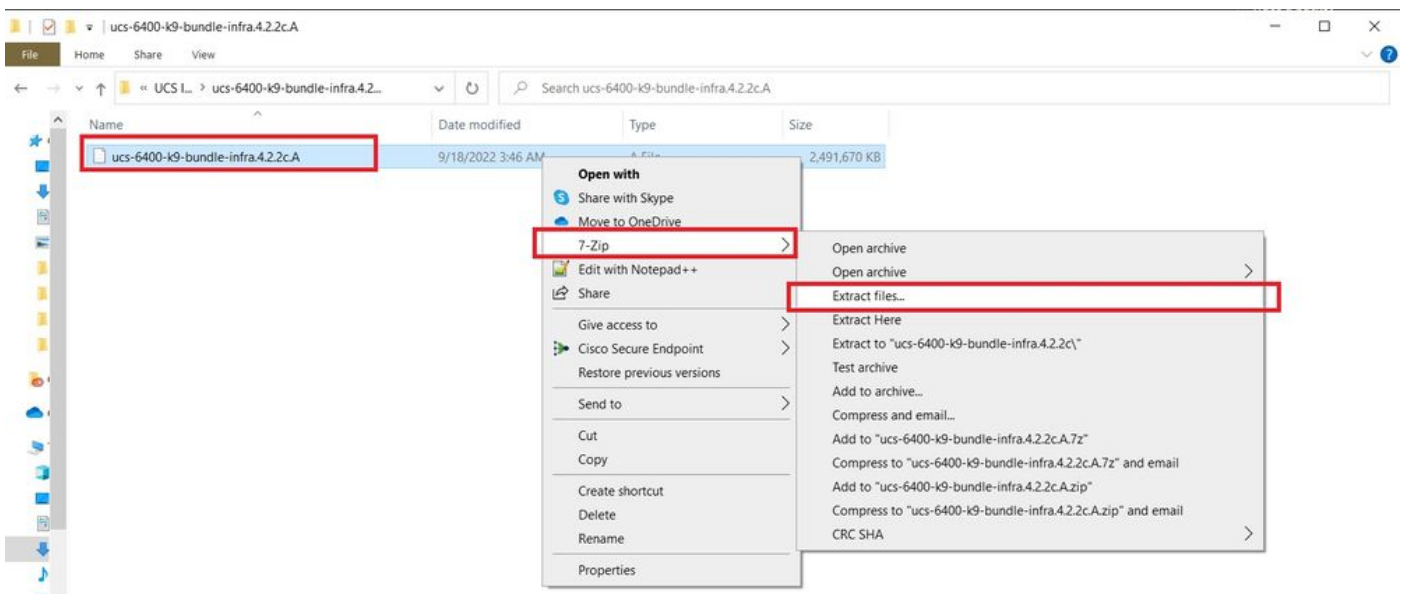 ucs-6400-k9-bundle-infra.4.2.2c.A
File Home Share View
« UCS I... > ucs-6400-k9-bundle-infra.4.2... Search ucs-6400-k9-bundle-infra.4.2.2c.A
Name Date modified Type Size
ucs-6400-k9-bundle-infra.4.2.2c.A 9/18/2022 3:46 AM A File 2,491,670 KB
Open with
Share with Skype
Move to OneDrive
7-Zip
Edit with Notepad++
Share
Give access to
Cisco Secure Endpoint
Restore previous versions
Send to
Cut
Copy
Create shortcut
Delete
Rename
Properties
Open archive
Open archive
Extract files...
Extract Here
Extract to "ucs-6400-k9-bundle-infra.4.2.2c\"
Test archive
Add to archive...
Compress and email...
Add to "ucs-6400-k9-bundle-infra.4.2.2c.A.7z"
Compress to "ucs-6400-k9-bundle-infra.4.2.2c.A.7z" and email
Add to "ucs-6400-k9-bundle-infra.4.2.2c.A.zip"
Compress to "ucs-6400-k9-bundle-infra.4.2.2c.A.zip" and email
CRC SHA